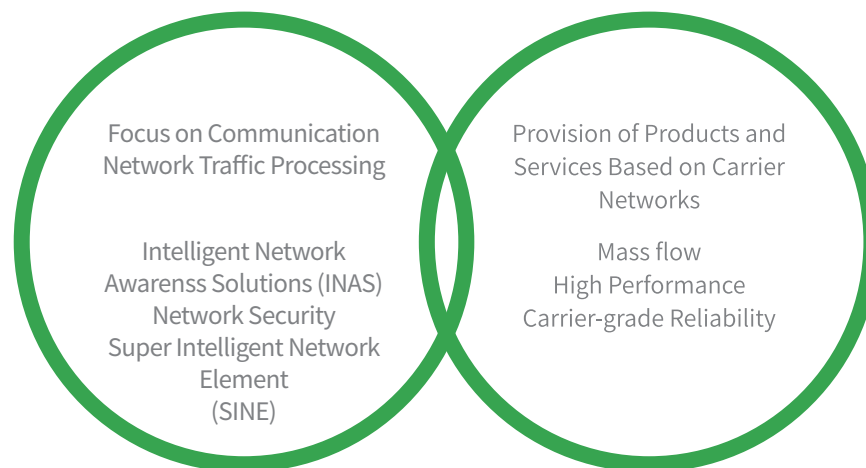 Focus on Communication
Network Traffic Processing
Intelligent Network
Awarenss Solutions (INAS)
Network Security
Super Intelligent Network
Element
(SINE)
Provision of Products and
Services Based on Carrier
Networks
Mass flow
High Performance
Carrier-grade Reliability